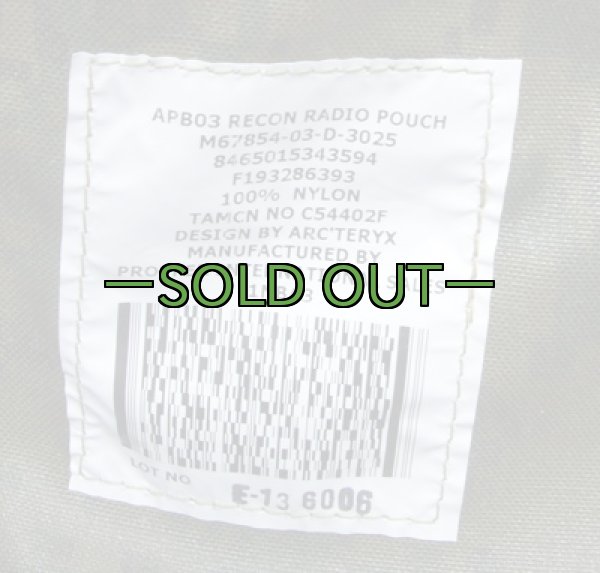 APB03 RECON RADIO POUCH
M67854-03-D-3025
8465015343594
F193286393
100% NYLON
TAMCN NO C54402F
DESIGN BY ARC'TERYX
MANUFACTURED BY
SALES
—SOLD OUT—
LOT NO E-13 6006